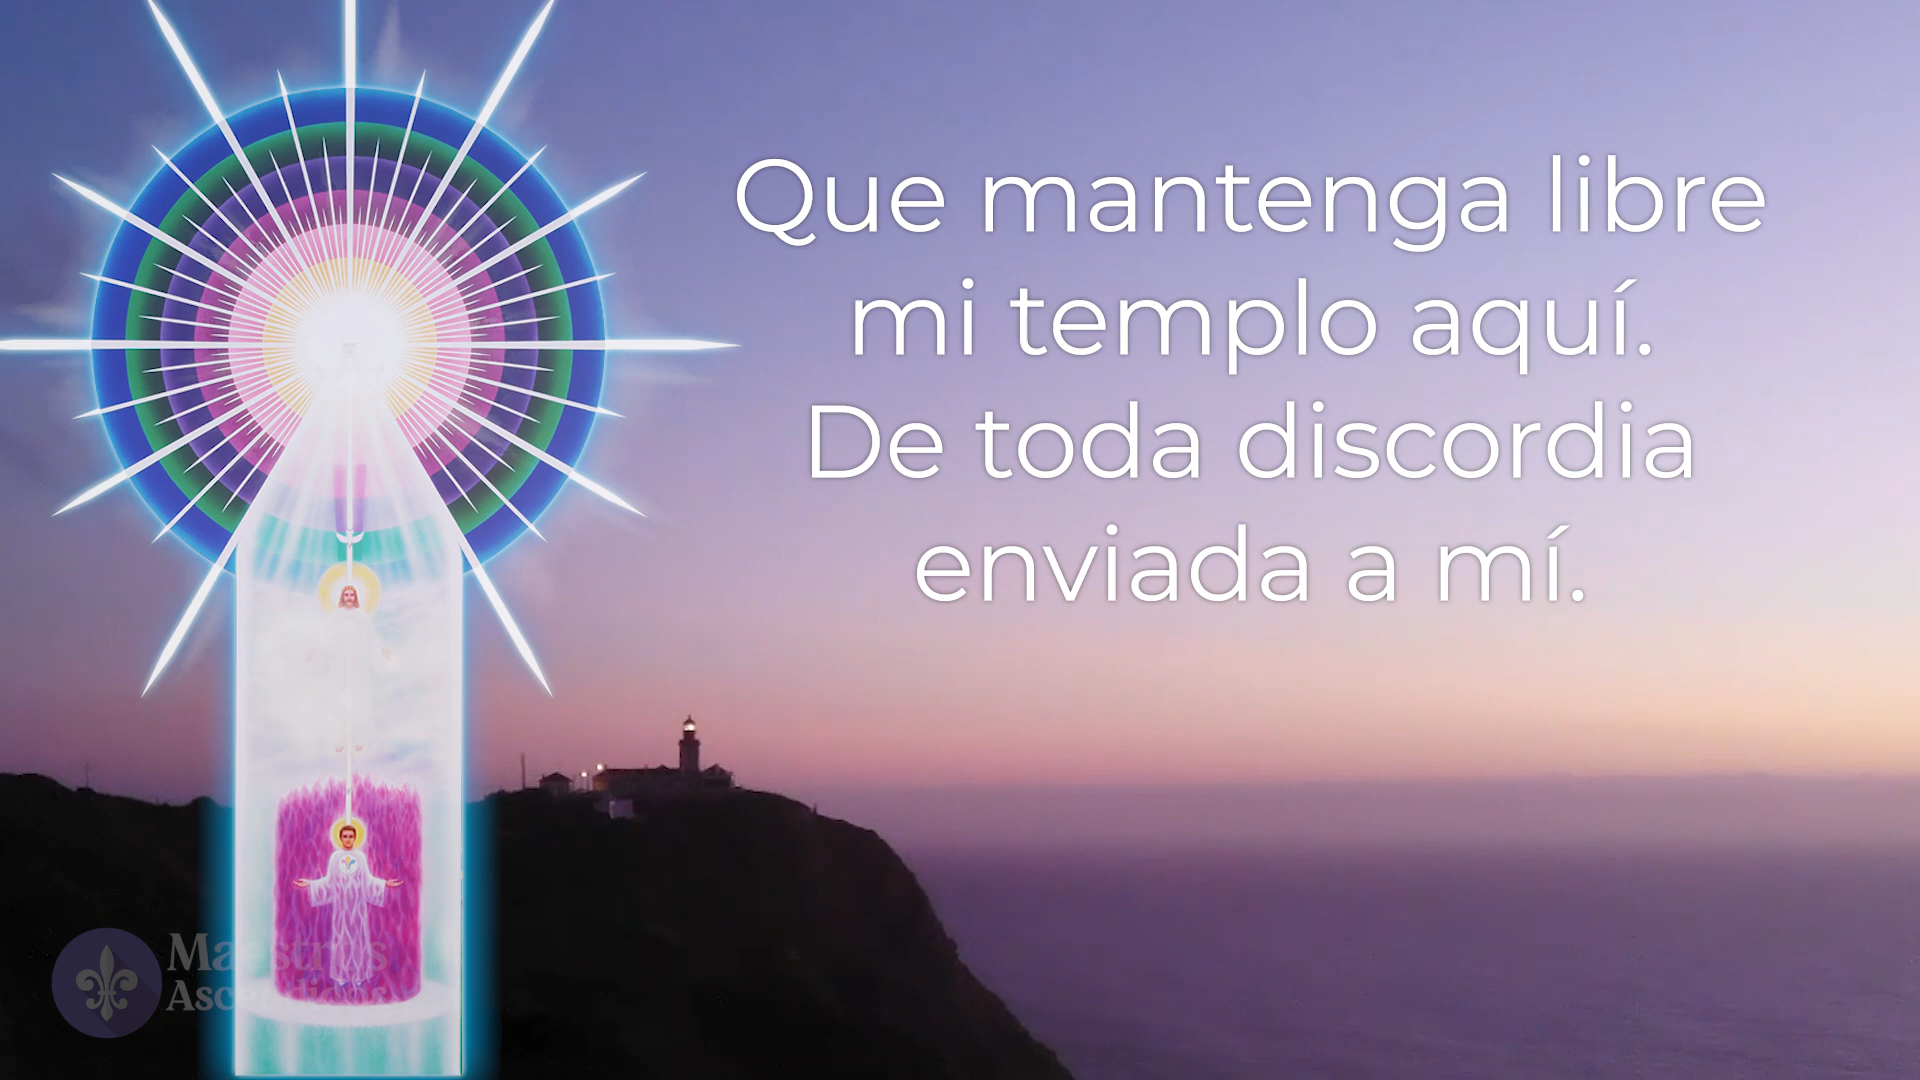 Que mantenga libre
mi templo aquí.
De toda discordia
enviada a mí.
Maestros
Ascendidos